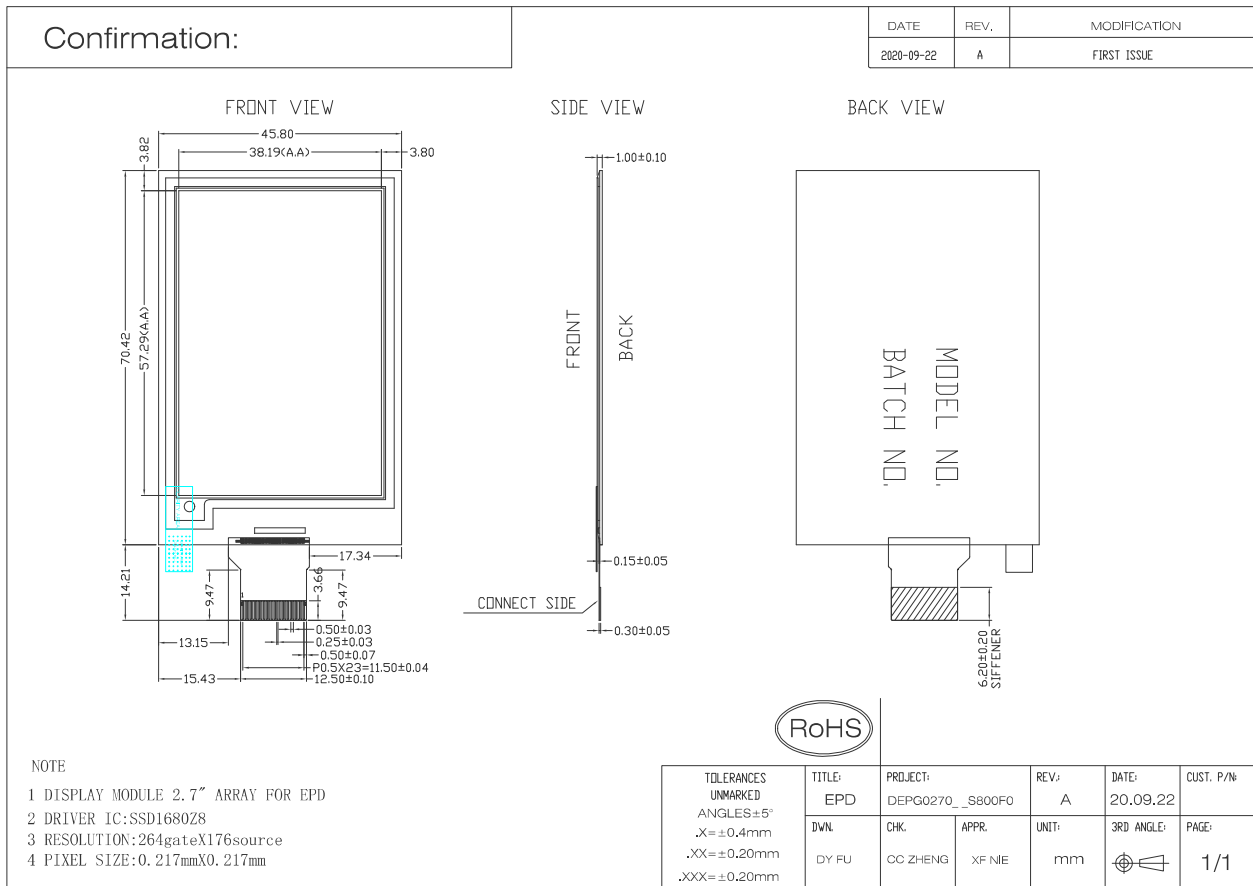 Confirmation:
DATE REV. MODIFICATION
2020-09-22 A FIRST ISSUE
FRONT VIEW
SIDE VIEW
BACK VIEW
45.80
38.19(A.A)
3.80
3.82
1.00±0.10
70.42
57.29(A.A)
FRONT
BACK
MODEL NO.
BATCH NO.
17.34
14.21
9.47
3.66
9.47
1
0.15±0.05
CONNECT SIDE
0.30±0.05
0.50±0.03
0.25±0.03
0.50±0.07
P0.5X23=11.50±0.04
12.50±0.10
13.15
15.43
6.20±0.20
SIFFENER
RoHS
NOTE
1 DISPLAY MODULE 2.7" ARRAY FOR EPD
2 DRIVER IC:SSD1680Z8
3 RESOLUTION:264gateX176source
4 PIXEL SIZE:0.217mmX0.217mm
TOLERANCES
UNMARKED
ANGLES±5°
.X=±0.4mm
.XX=±0.20mm
.XXX=±0.20mm
TITLE: PROJECT: REV.: DATE: CUST. P/N:
EPD DEPG0270__S800F0 A 20.09.22
DWN. CHK. APPR. UNIT: 3RD ANGLE: PAGE:
DY FU CC ZHENG XF NIE mm 1/1